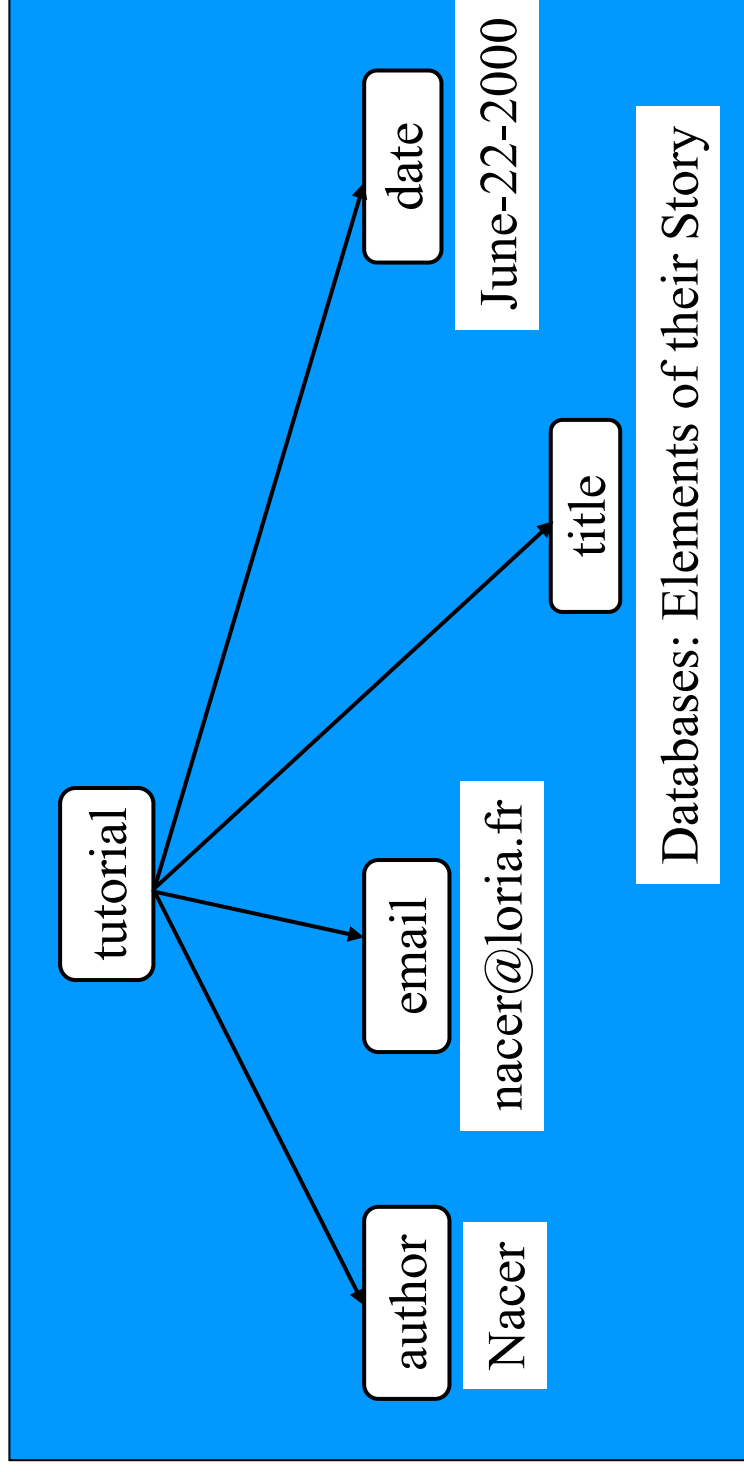 tutorial
author
email
date
Nacer
nacer@loria.fr
June-22-2000
title
Databases: Elements of their Story